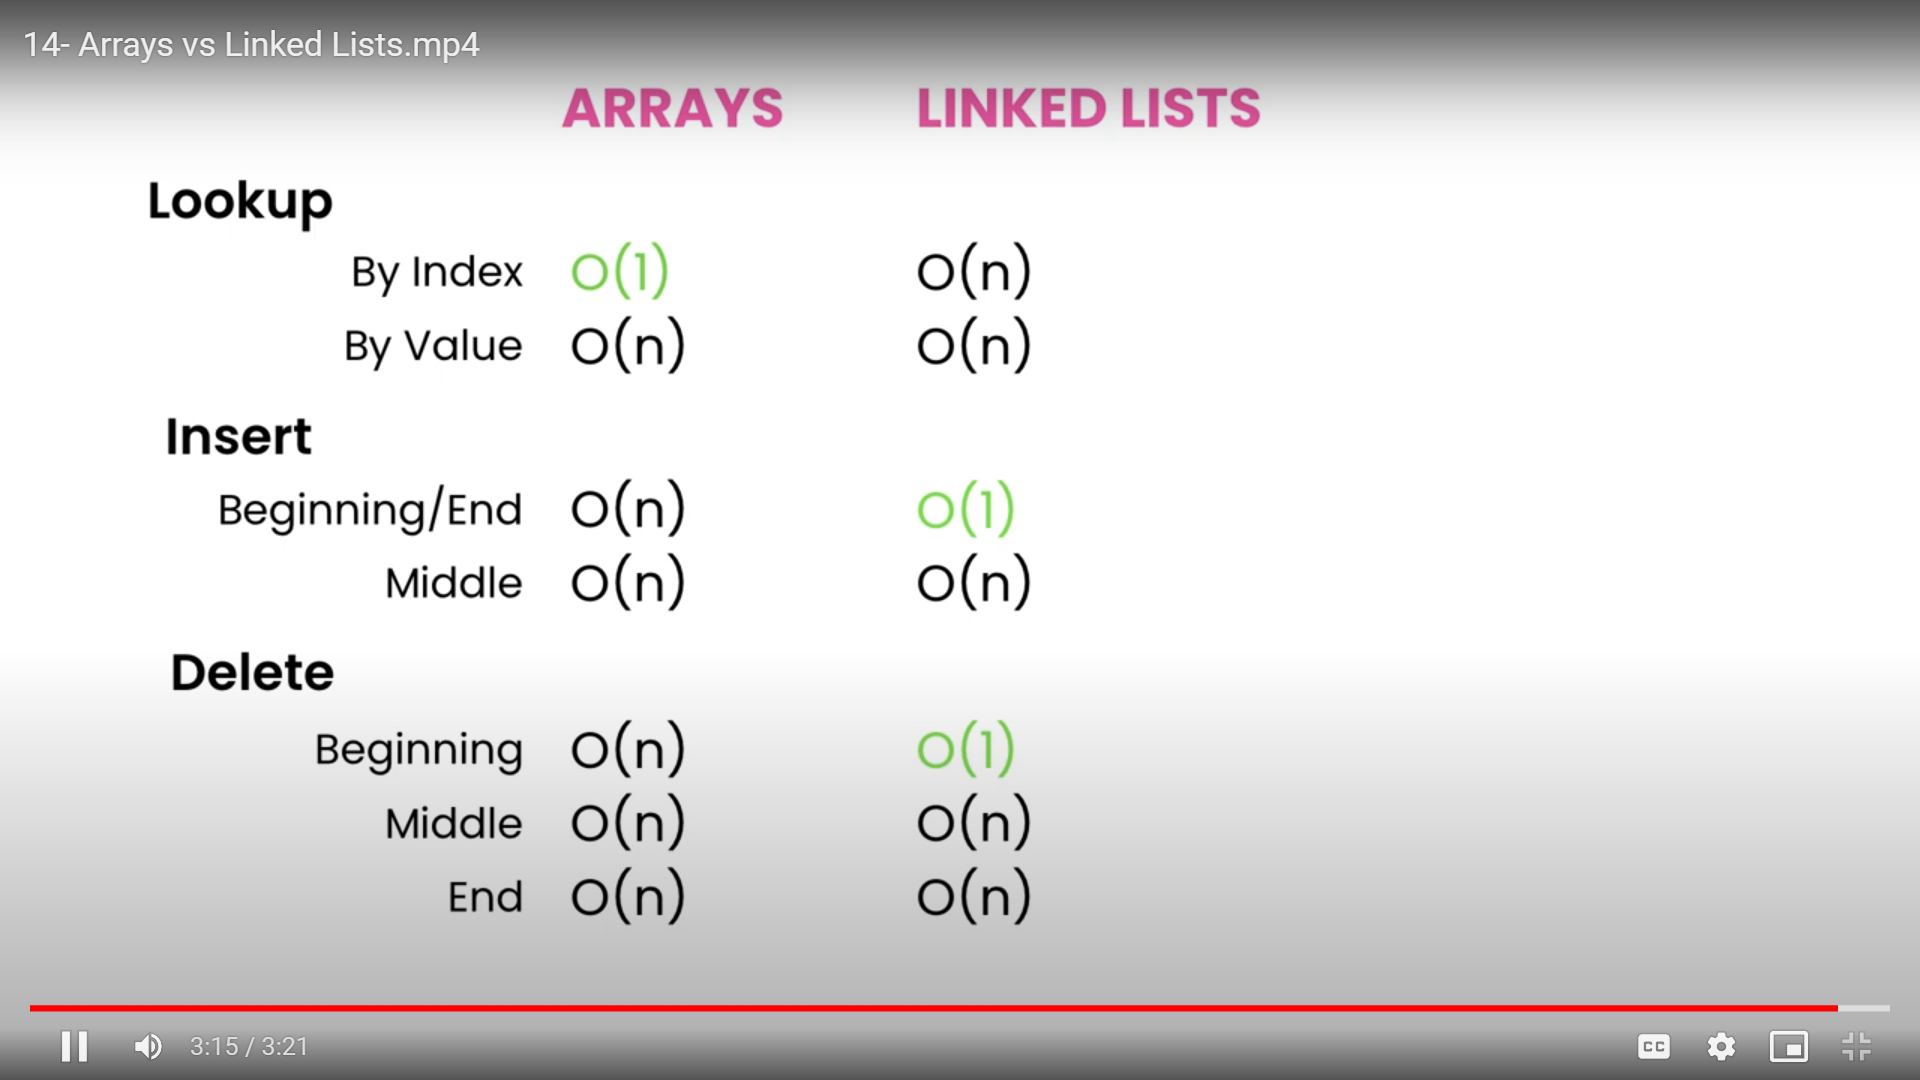 14- Arrays vs Linked Lists.mp4
ARRAYS LINKED LISTS
Lookup
By Index O(1) O(n)
By Value O(n) O(n)
Insert
Beginning/End O(n) O(1)
Middle O(n) O(n)
Delete
Beginning O(n) O(1)
Middle O(n) O(n)
End O(n) O(n)
3:15 / 3:21 CC